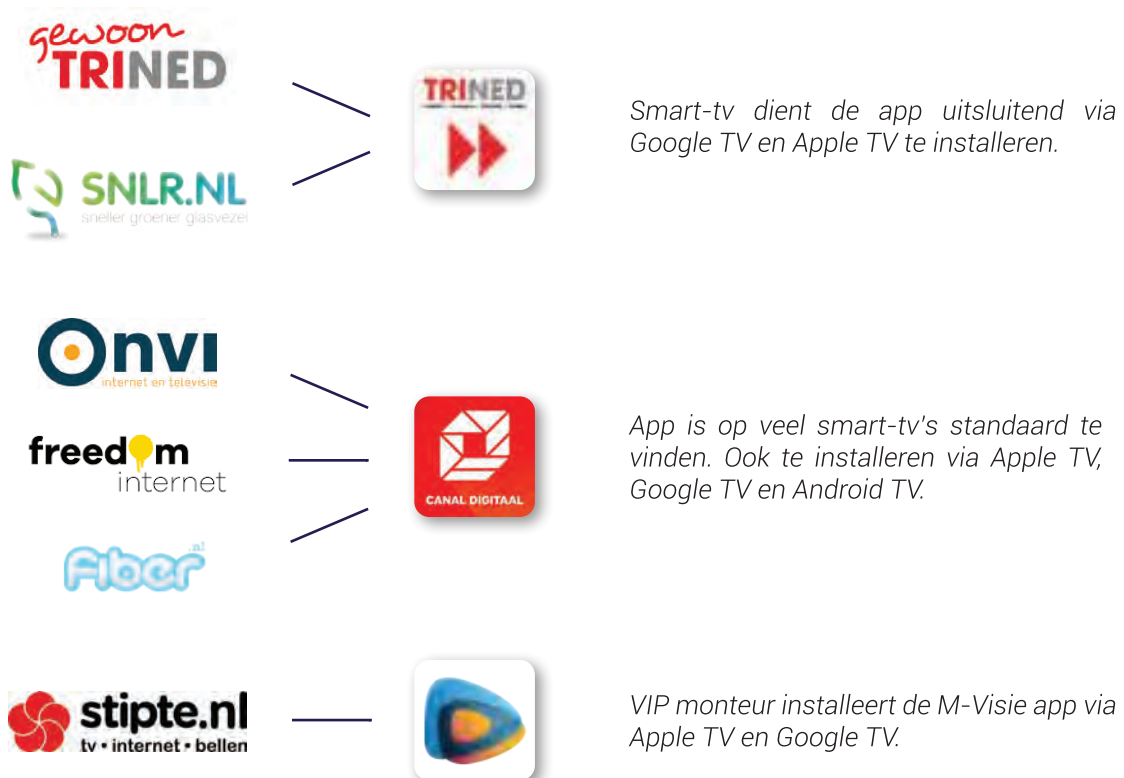 gewoon
TRINED
TRINED
Smart-tv dient de app uitsluitend via
Google TV en Apple TV te installeren.
SNLR.NL
sneller groener glasvezel
Onvi
internet en televisie
freedom
internet
CANAL DIGITAAL
App is op veel smart-tv's standaard te
vinden. Ook te installeren via Apple TV,
Google TV en Android TV.
Fiber.nl
stipte.nl
tv • internet • bellen
VIP monteur installeert de M-Visie app via
Apple TV en Google TV.